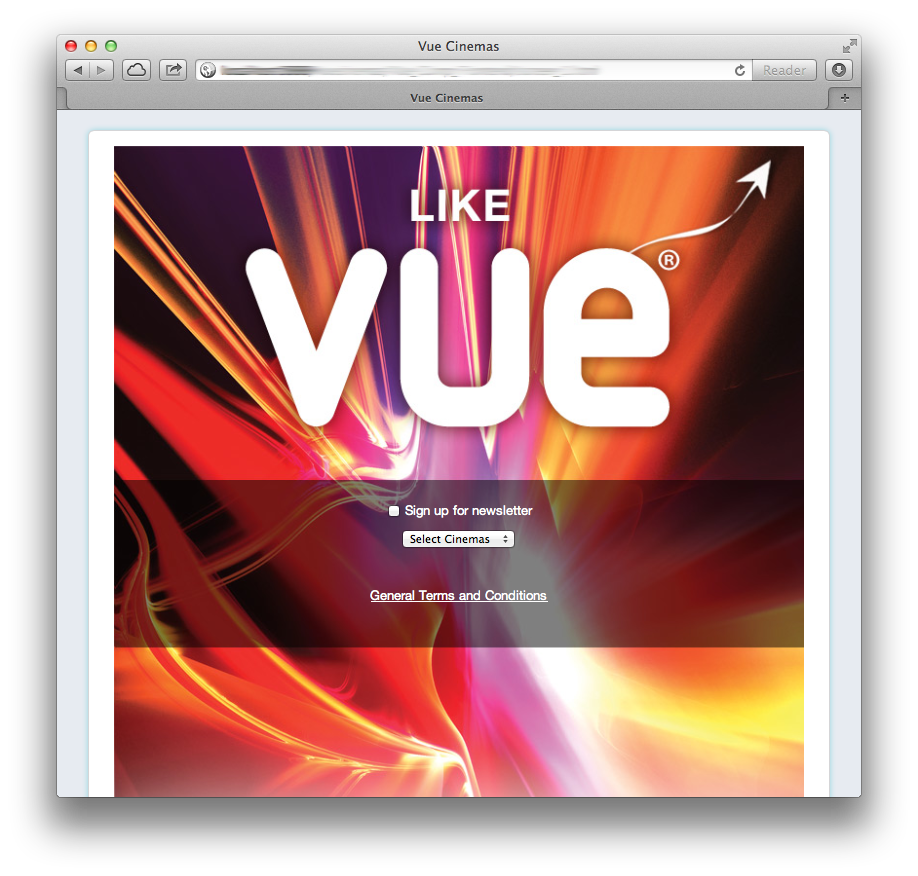 Vue Cinemas
Reader
Vue Cinemas
LIKE
vue®
Sign up for newsletter
Select Cinemas
General Terms and Conditions